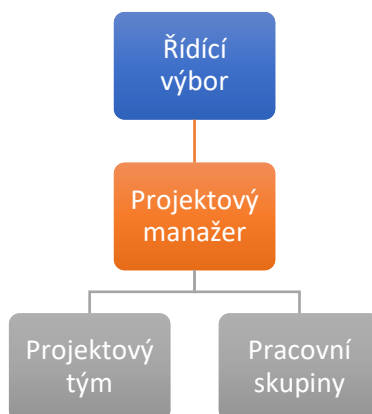 Řídící
výbor
Projektový
manažer
Projektový
tým
Pracovní
skupiny